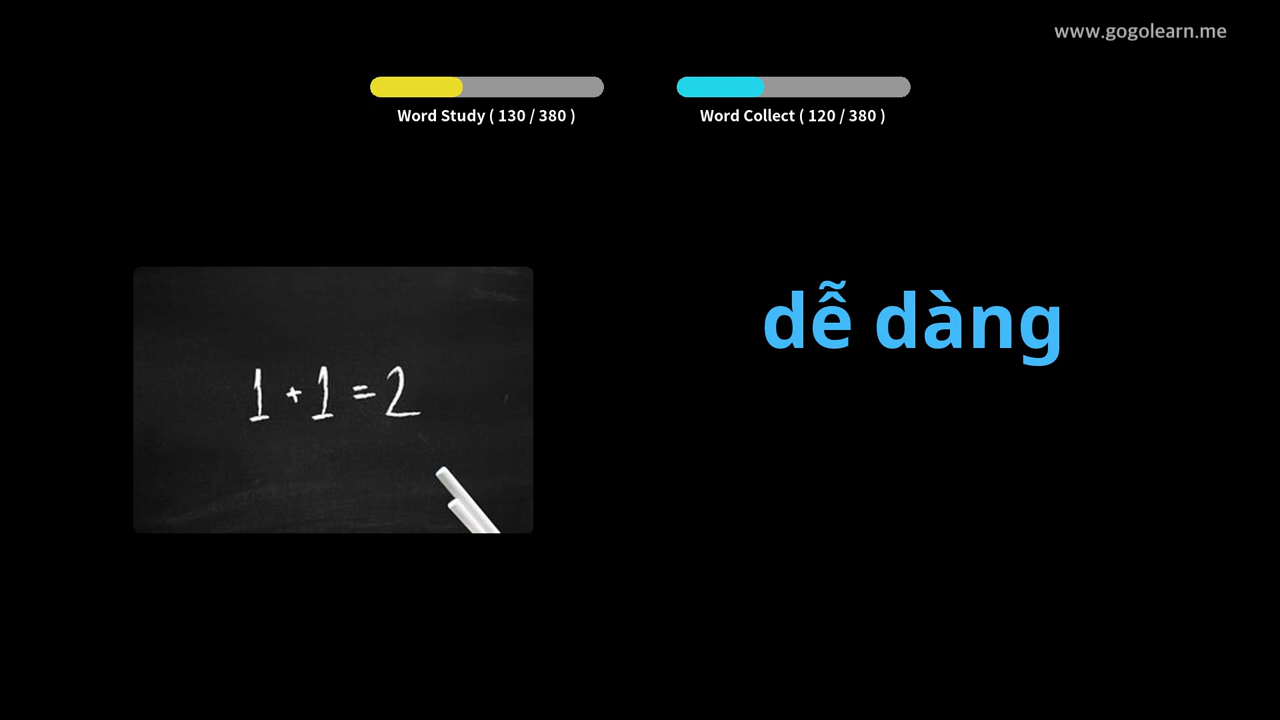 www.gogolearn.me
Word Study ( 130 / 380 )
Word Collect ( 120 / 380 )
dễ dàng
1 + 1 = 2